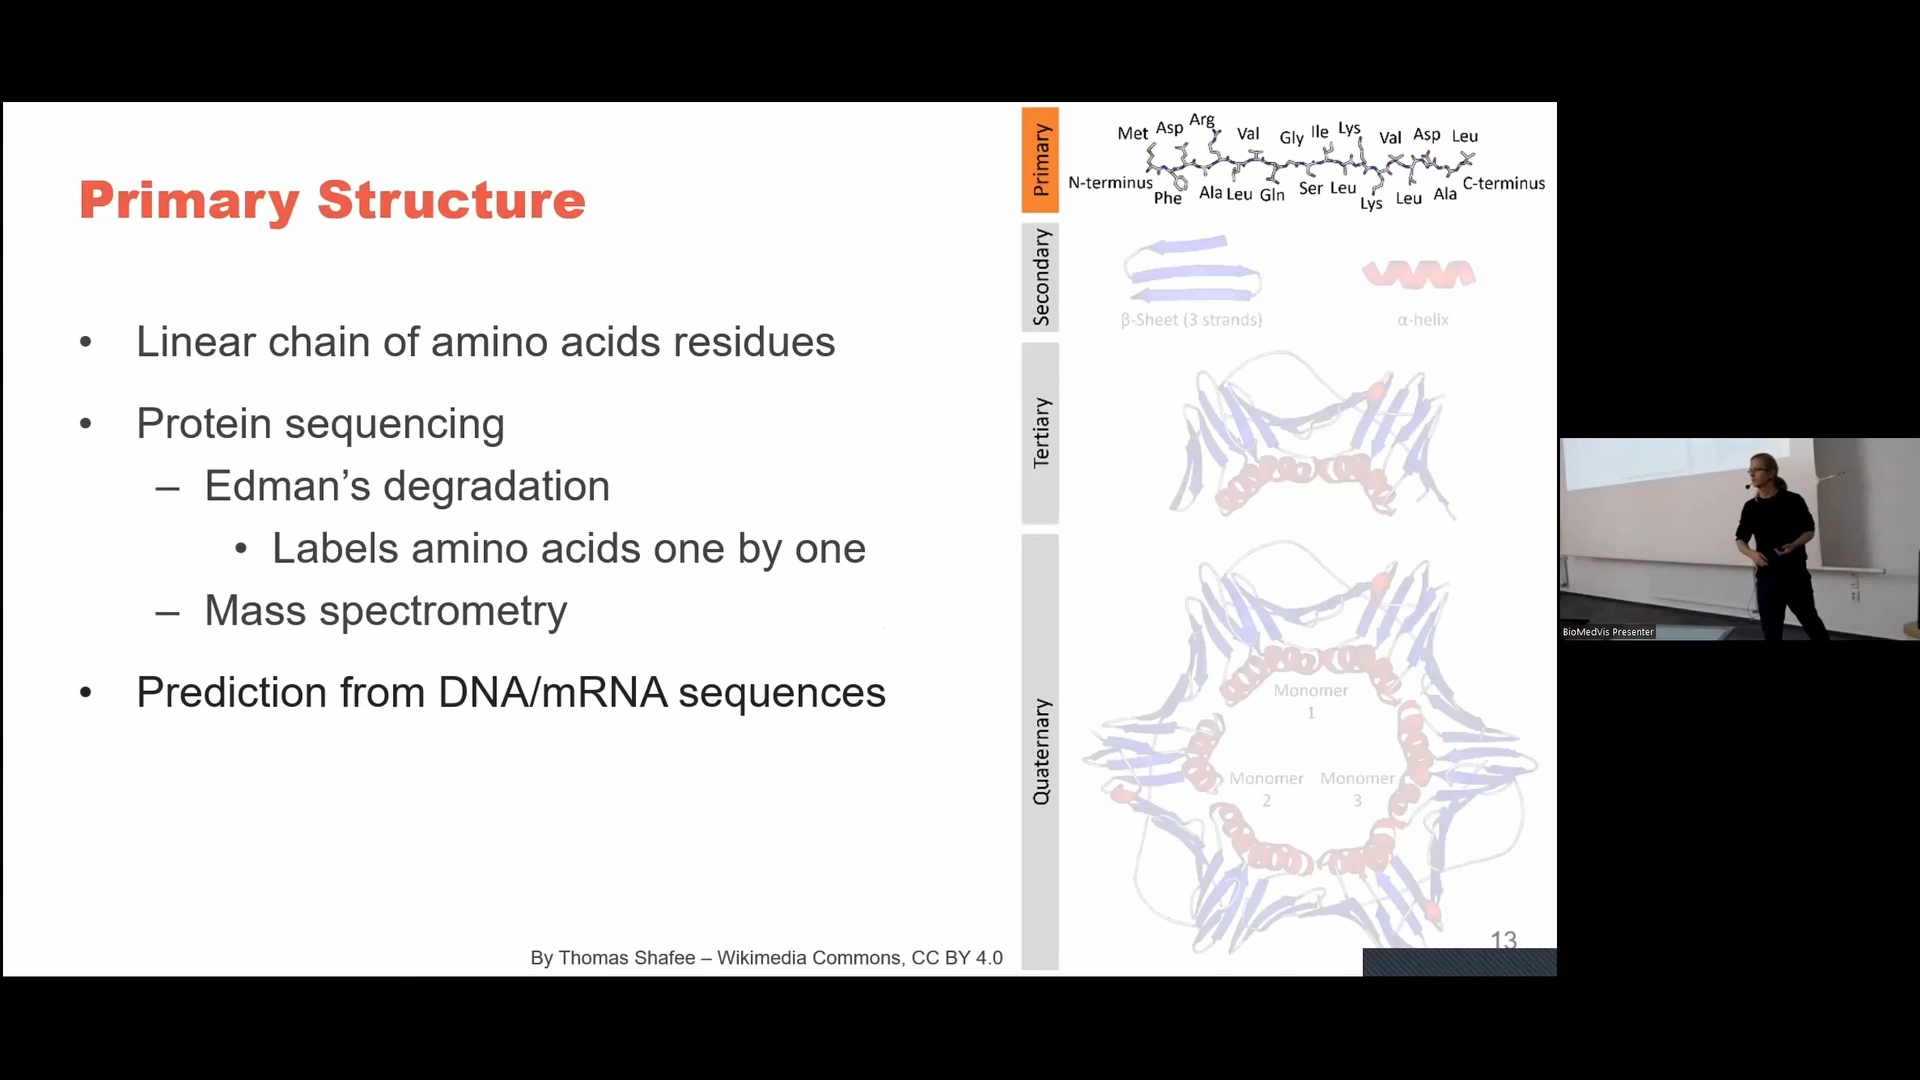 Primary Structure
• Linear chain of amino acids residues
• Protein sequencing
– Edman’s degradation
• Labels amino acids one by one
– Mass spectrometry
• Prediction from DNA/mRNA sequences
By Thomas Shafee – Wikimedia Commons, CC BY 4.0
Primary
Met Asp Arg Val Gly Ile Lys Val Asp Leu
N-terminus Phe Ala Leu Gln Ser Leu Lys Leu Ala C-terminus
Secondary
β-Sheet (3 strands) α-helix
Tertiary
Quaternary
Monomer
1
Monomer Monomer
2 3
13
BioMedVis Presenter